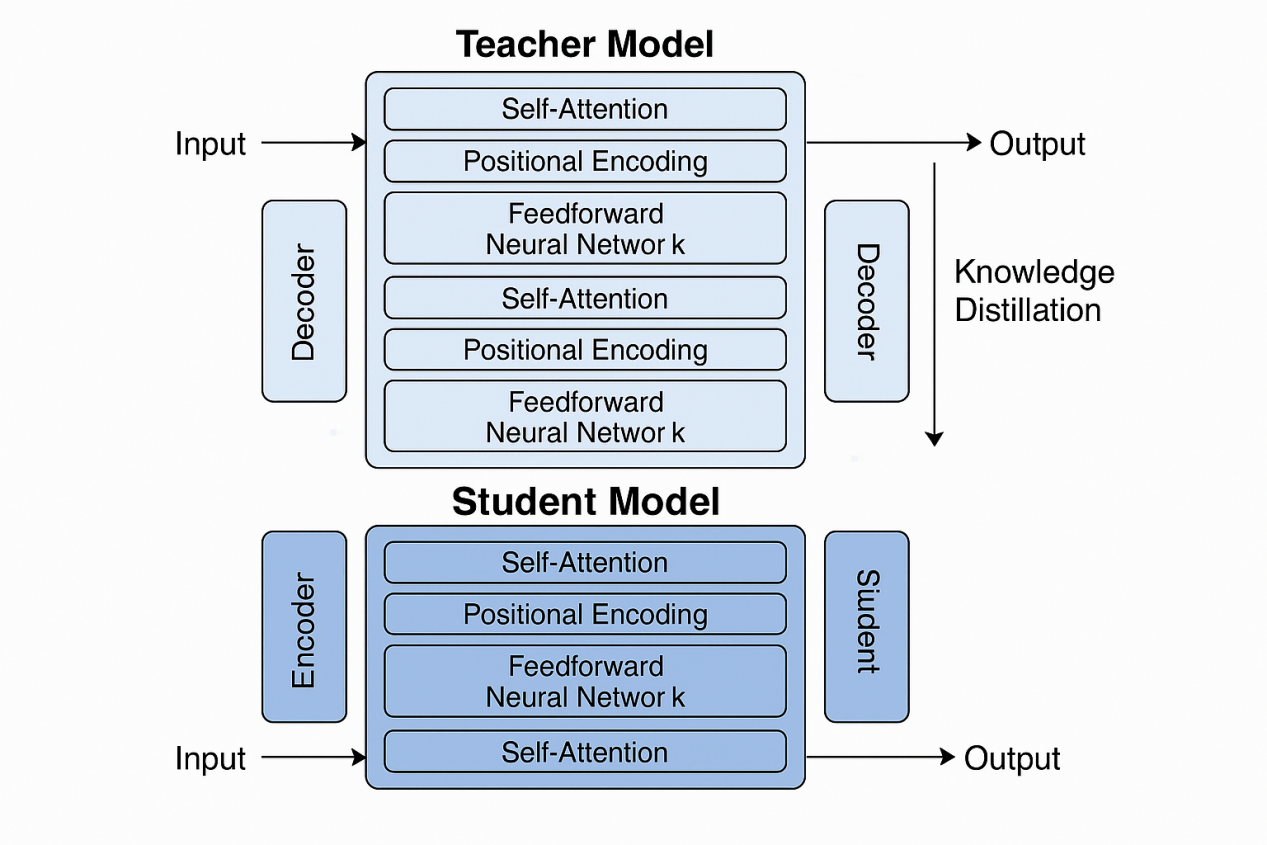 Teacher Model
Self-Attention
Input
Output
Positional Encoding
Feedforward
Neural Networ k
Decoder
Decoder
Knowledge
Distillation
Self-Attention
Positional Encoding
Feedforward
Neural Networ k
Student Model
Self-Attention
Encoder
Positional Encoding
Feedforward
Neural Networ k
Self-Attention
Input
Output